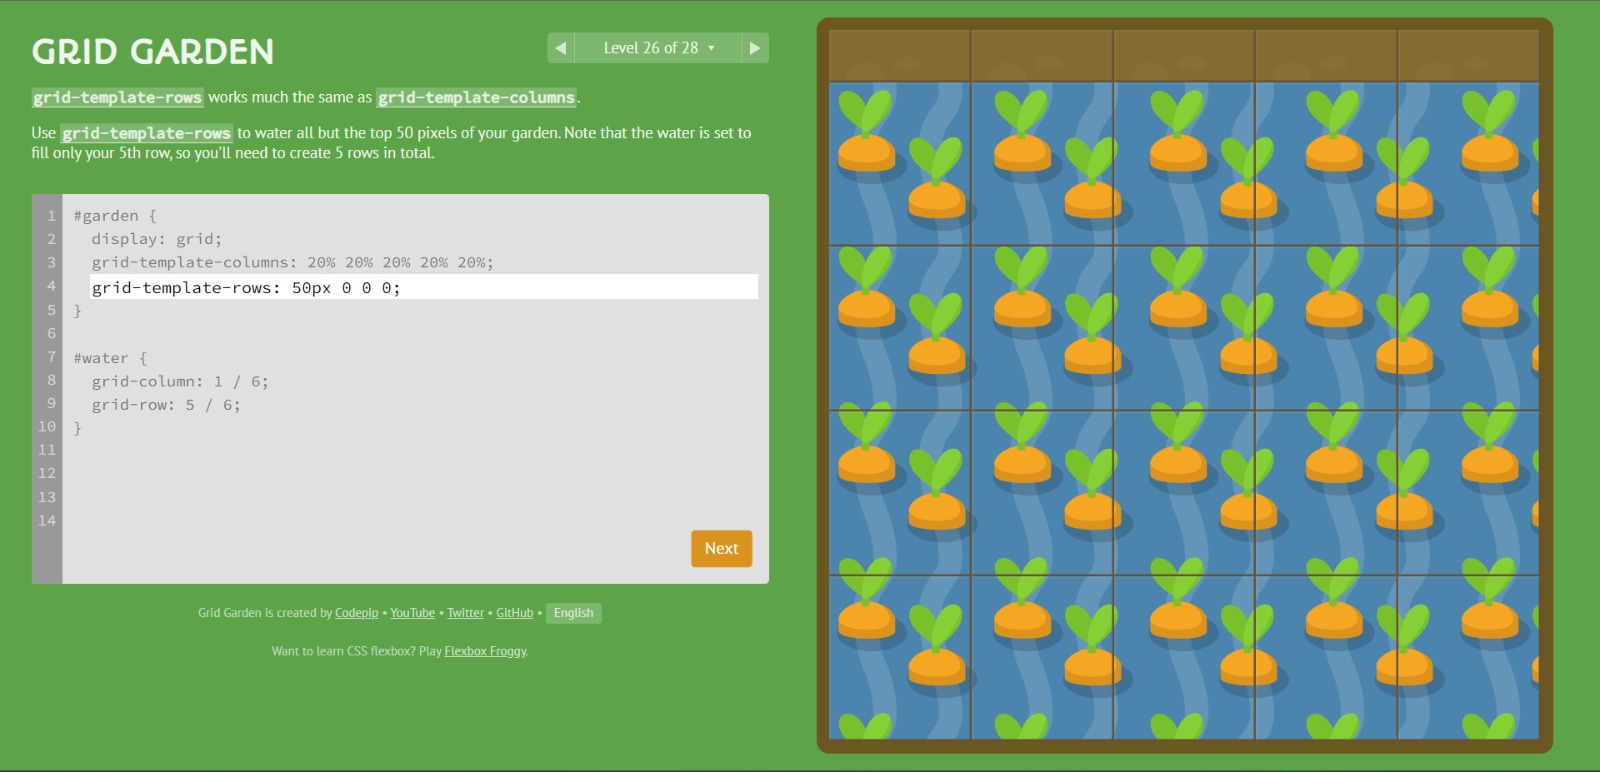 GRID GARDEN
◀ Level 26 of 28 ▾ ▶
grid-template-rows works much the same as grid-template-columns.
Use grid-template-rows to water all but the top 50 pixels of your garden. Note that the water is set to
fill only your 5th row, so you'll need to create 5 rows in total.
1 #garden {
2 display: grid;
3 grid-template-columns: 20% 20% 20% 20% 20%;
4 grid-template-rows: 50px 0 0 0;
5 }
6
7 #water {
8 grid-column: 1 / 6;
9 grid-row: 5 / 6;
10 }
11
12
13
14
Next
Grid Garden is created by Codepip • YouTube • Twitter • GitHub • English
Want to learn CSS flexbox? Play Flexbox Froggy.